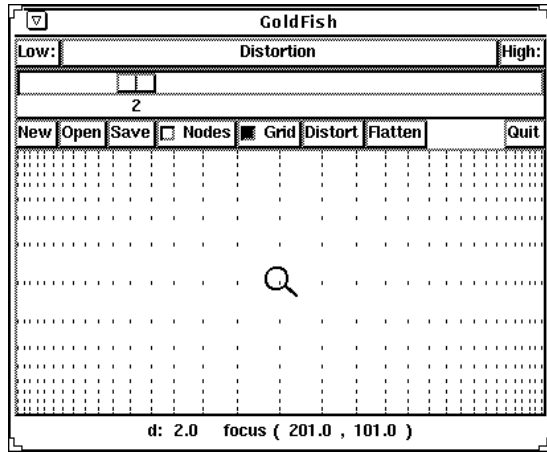 GoldFish
Low: Distortion High:
2
New Open Save Nodes Grid Distort Flatten Quit
d: 2.0 focus ( 201.0 , 101.0 )